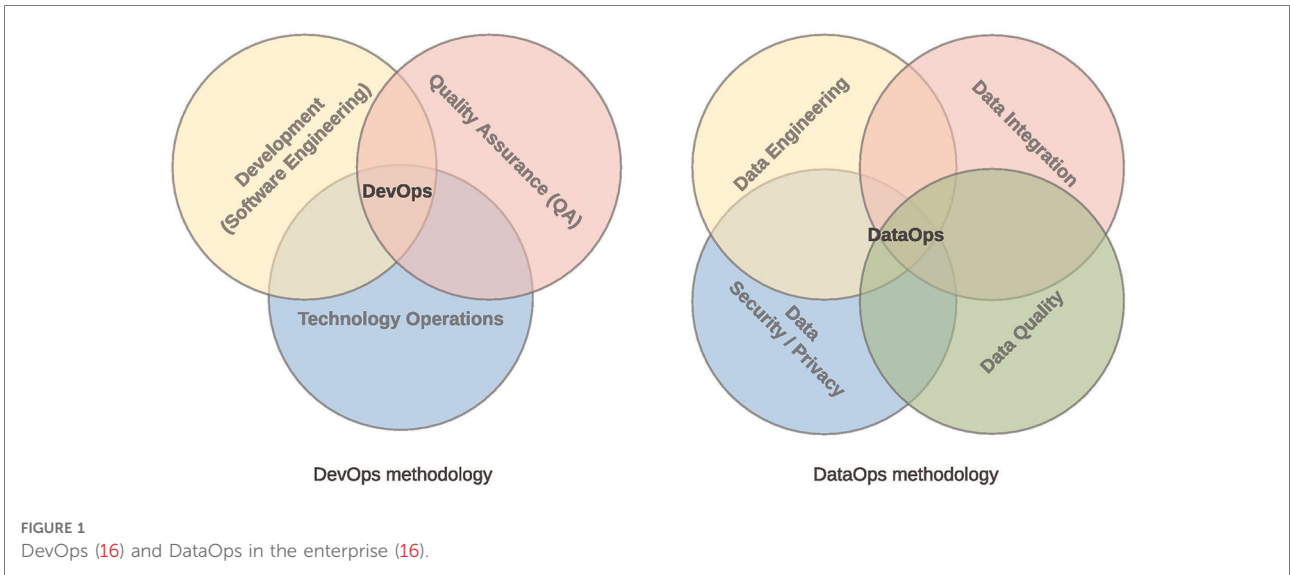 Development
(Software Engineering)
Quality Assurance (QA)
DevOps
Technology Operations
DevOps methodology
Data Engineering
Data Integration
DataOps
Data
Security / Privacy
Data Quality
DataOps methodology
FIGURE 1
DevOps (16) and DataOps in the enterprise (16).